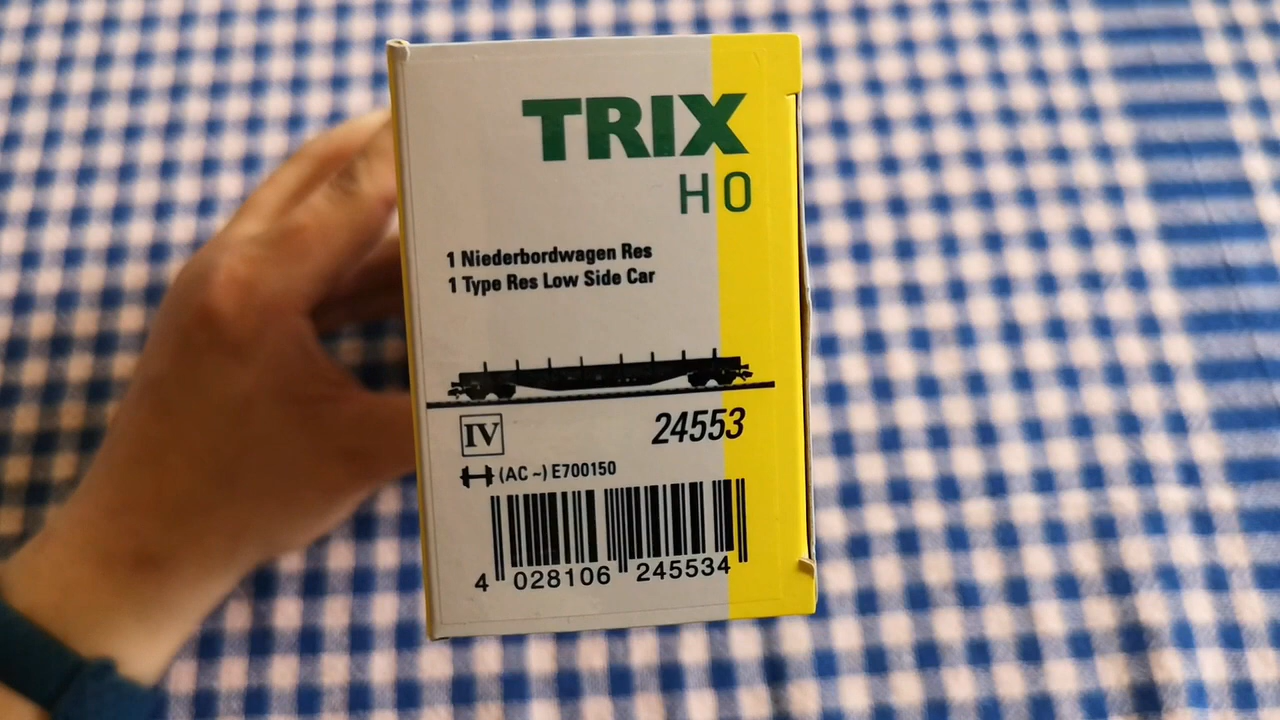 TRIX
H0
1 Niederbordwagen Res
1 Type Res Low Side Car
IV
24553
(AC ~) E700150
4 028106 245534